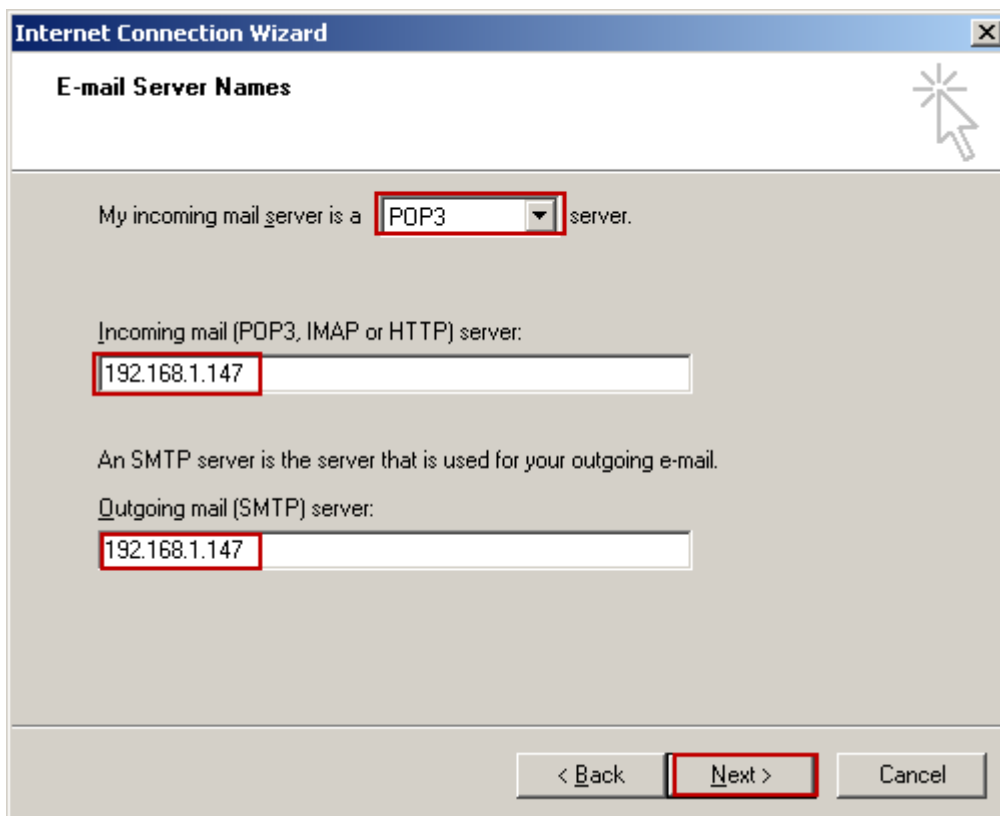 Internet Connection Wizard
E-mail Server Names
My incoming mail server is a POP3 server.
Incoming mail (POP3, IMAP or HTTP) server:
192.168.1.147
An SMTP server is the server that is used for your outgoing e-mail.
Outgoing mail (SMTP) server:
192.168.1.147
< Back Next > Cancel